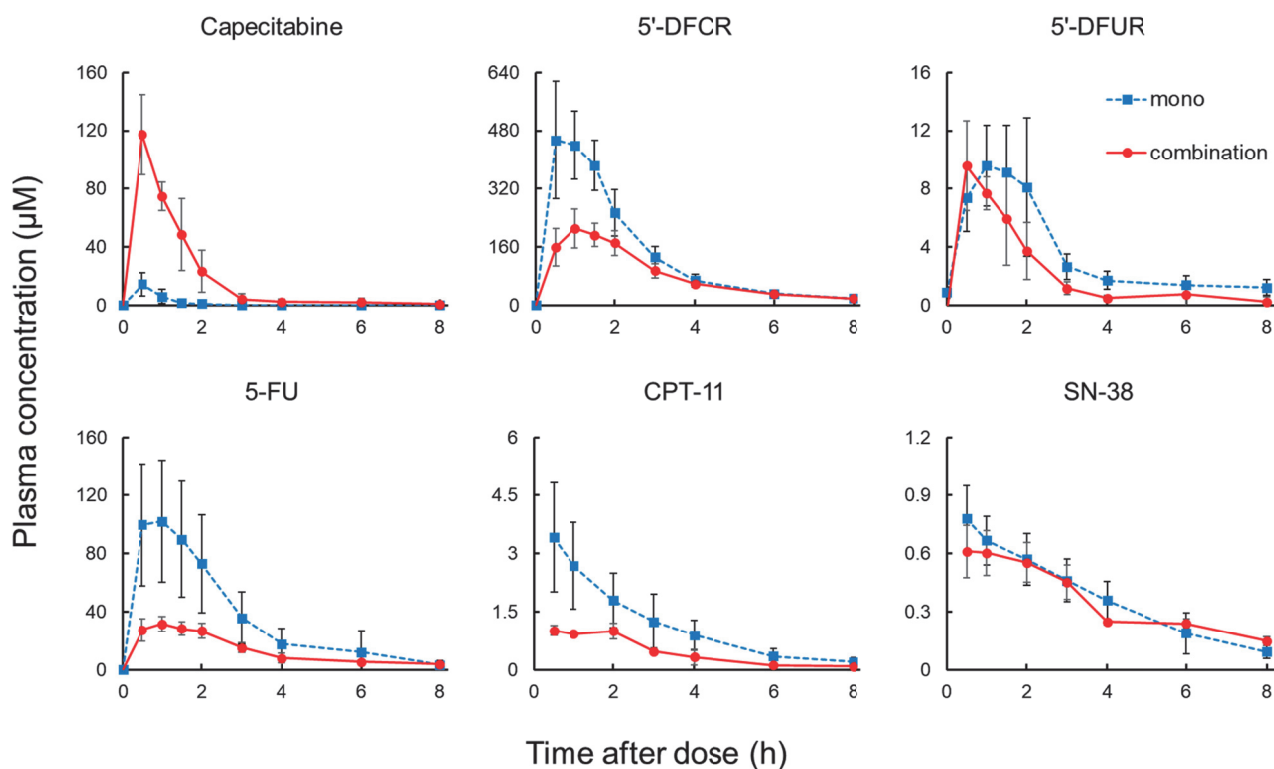 Capecitabine
5'-DFCR
5'-DFUR
160
120
80
40
0
0 2 4 6 8
640
480
320
160
0
0 2 4 6 8
16
12
8
4
0
0 2 4 6 8
mono
combination
Plasma concentration (µM)
5-FU
CPT-11
SN-38
160
120
80
40
0
0 2 4 6 8
6
4.5
3
1.5
0
0 2 4 6 8
1.2
0.9
0.6
0.3
0
0 2 4 6 8
Time after dose (h)